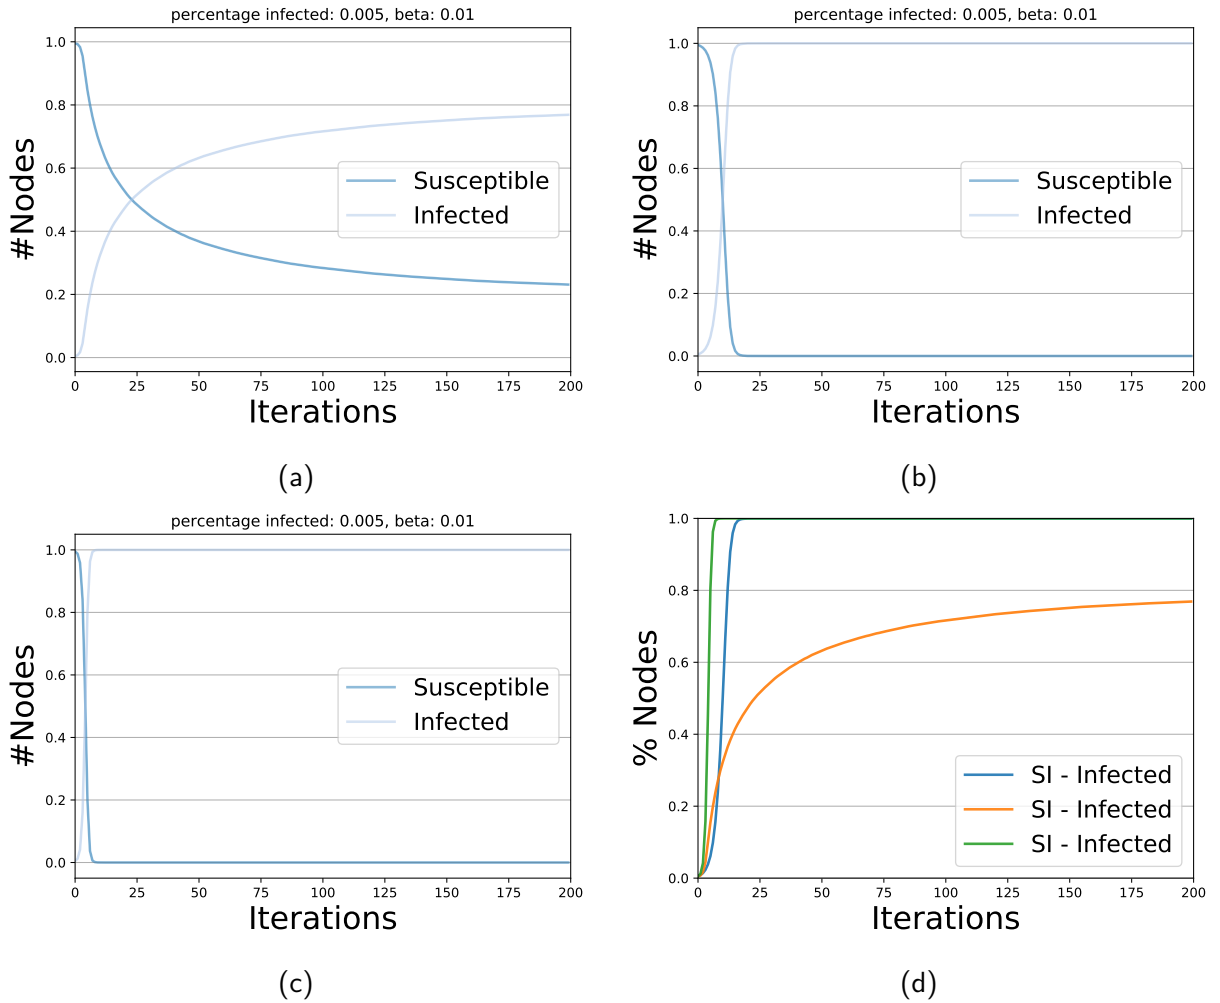 percentage infected: 0.005, beta: 0.01
#Nodes
1.0
0.8
0.6
0.4
0.2
0.0
Susceptible
Infected
0 25 50 75 100 125 150 175 200
Iterations
(a)
percentage infected: 0.005, beta: 0.01
#Nodes
1.0
0.8
0.6
0.4
0.2
0.0
Susceptible
Infected
0 25 50 75 100 125 150 175 200
Iterations
(b)
percentage infected: 0.005, beta: 0.01
#Nodes
1.0
0.8
0.6
0.4
0.2
0.0
Susceptible
Infected
0 25 50 75 100 125 150 175 200
Iterations
(c)
% Nodes
1.0
0.8
0.6
0.4
0.2
0.0
SI - Infected
SI - Infected
SI - Infected
0 25 50 75 100 125 150 175 200
Iterations
(d)